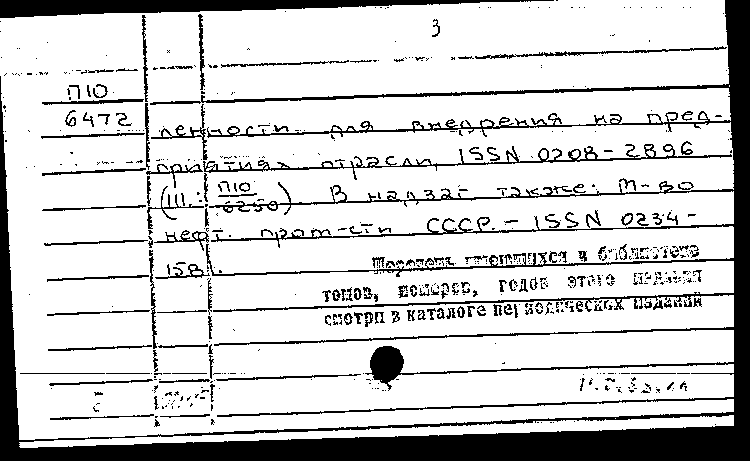 3
П10
6472
ленности для внедрения на пред-
приятиях отрасли, ISSN 0208-2896
(Ш.: П10 6250) В надзаг. также: М-во
нефт. пром-сти СССР. - ISSN 0234-
158
Перечень имеющихся в библиотеке
томов, номеров, годов этого издания
смотри в каталоге периодических изданий